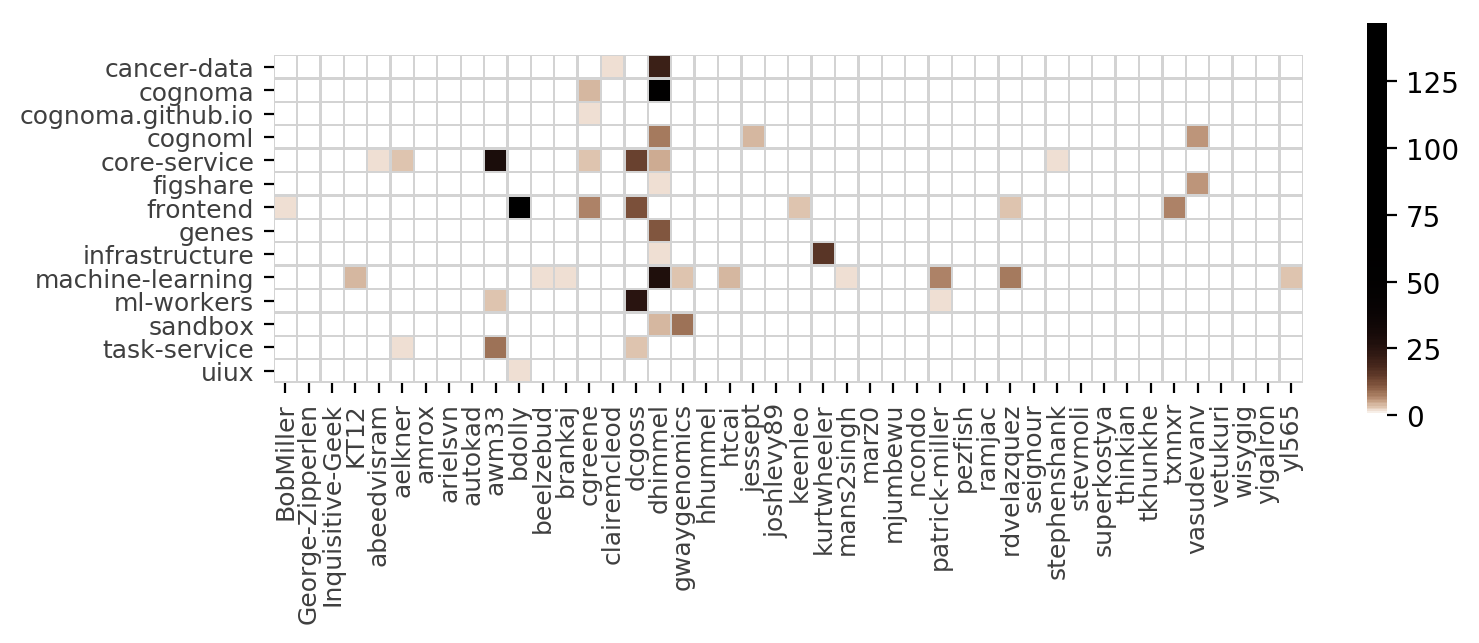 cancer-data
cognoma
cognoma.github.io
cognoml
core-service
figshare
frontend
genes
infrastructure
machine-learning
ml-workers
sandbox
task-service
uiux
BobMiller
George-Zipperlen
Inquisitive-Geek
KT12
abeedvisram
aelkner
amrox
arielsvn
autokad
awm33
bdolly
beelzebud
brankaj
cgreene
clairemcleod
dcgoss
dhimmel
gwaygenomics
hhummel
htcai
jessept
joshlevy89
keenleo
kurtwheeler
mans2singh
marz0
mjumbewu
ncondo
patrick-miller
pezfish
ramjac
rdvelazquez
seignour
stephenshank
stevmoli
superkostya
thinkian
tkhunkhe
txnnxr
vasudevanv
vetukuri
wisygig
yigalron
yl565
125
100
75
50
25
0